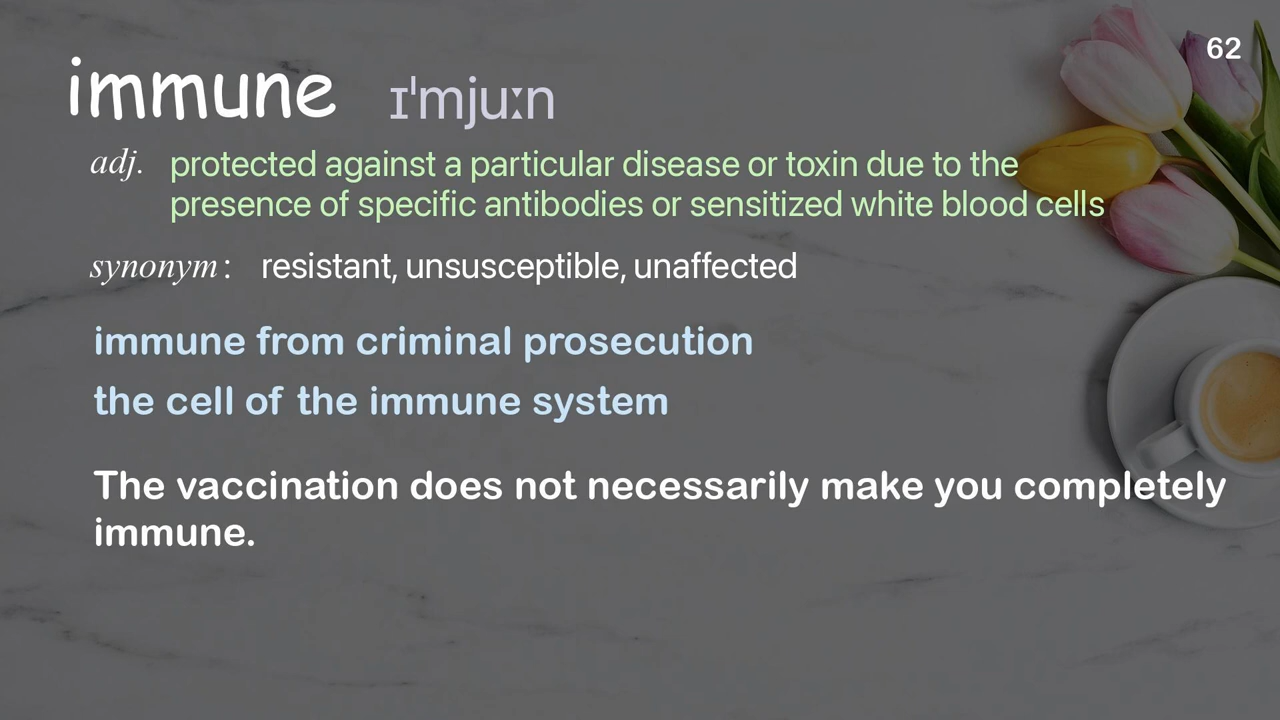 62
immune ɪˈmjuːn
adj. protected against a particular disease or toxin due to the
presence of specific antibodies or sensitized white blood cells
synonym : resistant, unsusceptible, unaffected
immune from criminal prosecution
the cell of the immune system
The vaccination does not necessarily make you completely
immune.